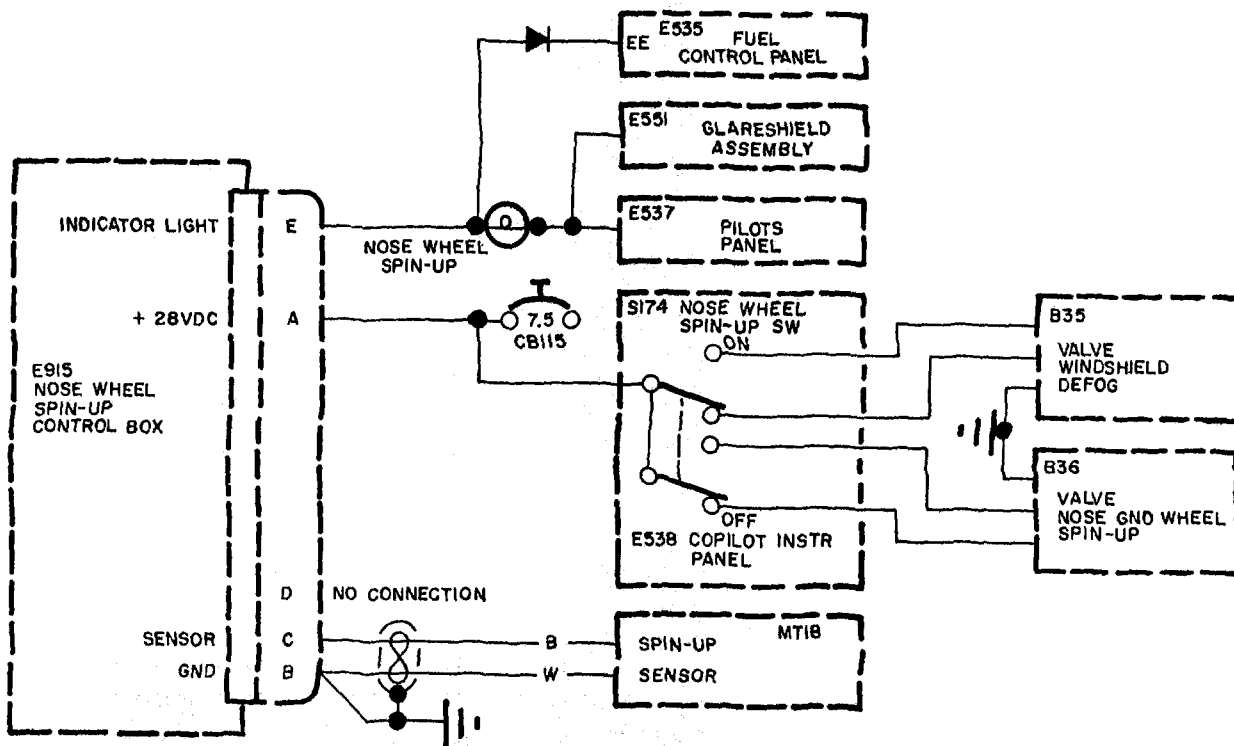 E535 FUEL
EE CONTROL PANEL
E551
GLARESHIELD
ASSEMBLY
INDICATOR LIGHT E
NOSE WHEEL
SPIN-UP
O
E537
PILOTS
PANEL
+ 28VDC A
7.5
CB115
S174 NOSE WHEEL
SPIN-UP SW
ON
OFF
E538 COPILOT INSTR
PANEL
B35
VALVE
WINDSHIELD
DEFOG
B36
VALVE
NOSE GND WHEEL
SPIN-UP
E915
NOSE WHEEL
SPIN-UP
CONTROL BOX
D NO CONNECTION
SENSOR C B SPIN-UP MT18
GND B W SENSOR